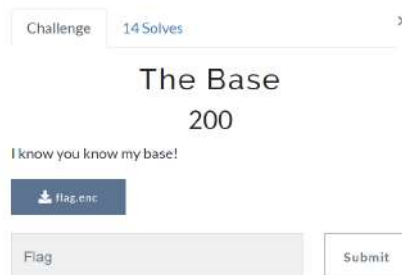 Challenge 14 Solves
The Base
200
I know you know my base!
flag.enc
Flag Submit